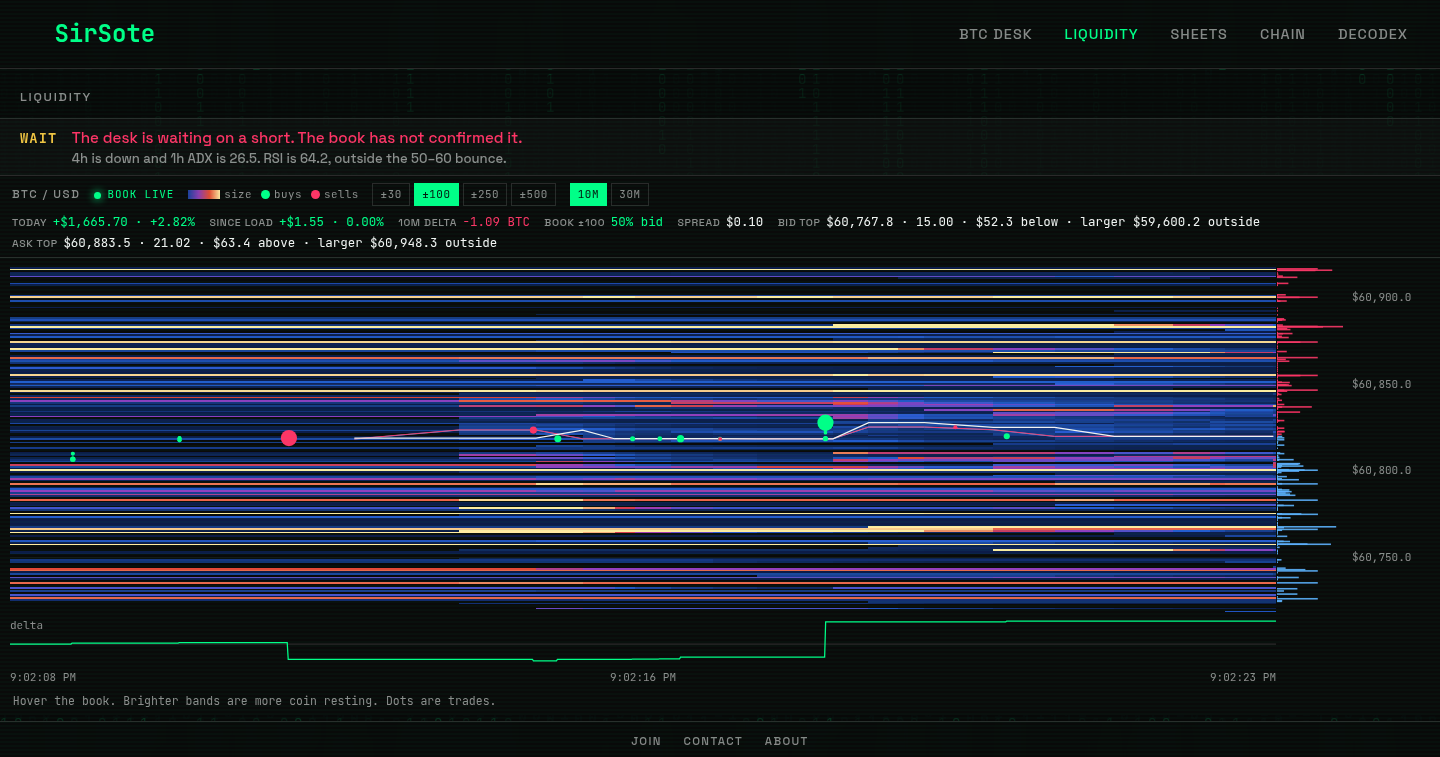 SirSote
BTC DESK LIQUIDITY SHEETS CHAIN DECODEX
LIQUIDITY
WAIT The desk is waiting on a short. The book has not confirmed it.
4h is down and 1h ADX is 26.5. RSI is 64.2, outside the 50–60 bounce.
BTC / USD BOOK LIVE size buys sells ±30 ±100 ±250 ±500 10M 30M
TODAY +$1,665.70 · +2.82% SINCE LOAD +$1.55 · 0.00% 10M DELTA -1.09 BTC BOOK ±100 50% bid SPREAD $0.10 BID TOP $60,767.8 · 15.00 · $52.3 below · larger $59,600.2 outside
ASK TOP $60,883.5 · 21.02 · $63.4 above · larger $60,948.3 outside
$60,900.0
$60,850.0
$60,800.0
$60,750.0
delta
9:02:08 PM 9:02:16 PM 9:02:23 PM
Hover the book. Brighter bands are more coin resting. Dots are trades.
JOIN CONTACT ABOUT